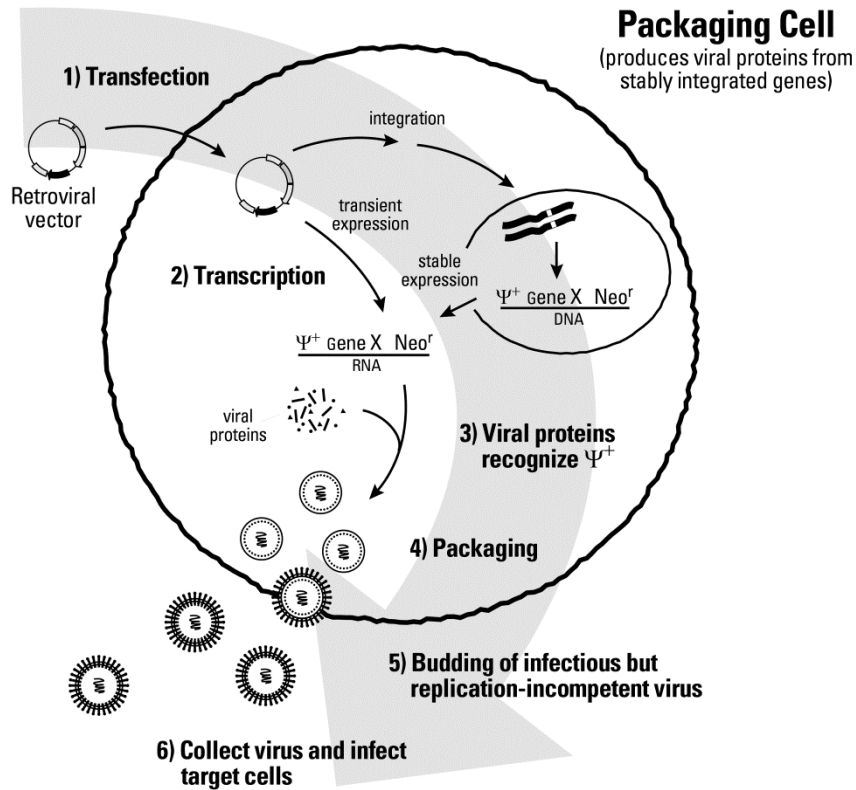 Packaging Cell
(produces viral proteins from
stably integrated genes)
1) Transfection
integration
Retroviral
vector
transient
expression
2) Transcription
stable
expression
Ψ⁺ Gene X Neoʳ
DNA
Ψ⁺ Gene X Neoʳ
RNA
viral
proteins
3) Viral proteins
recognize Ψ⁺
4) Packaging
5) Budding of infectious but
replication-incompetent virus
6) Collect virus and infect
target cells